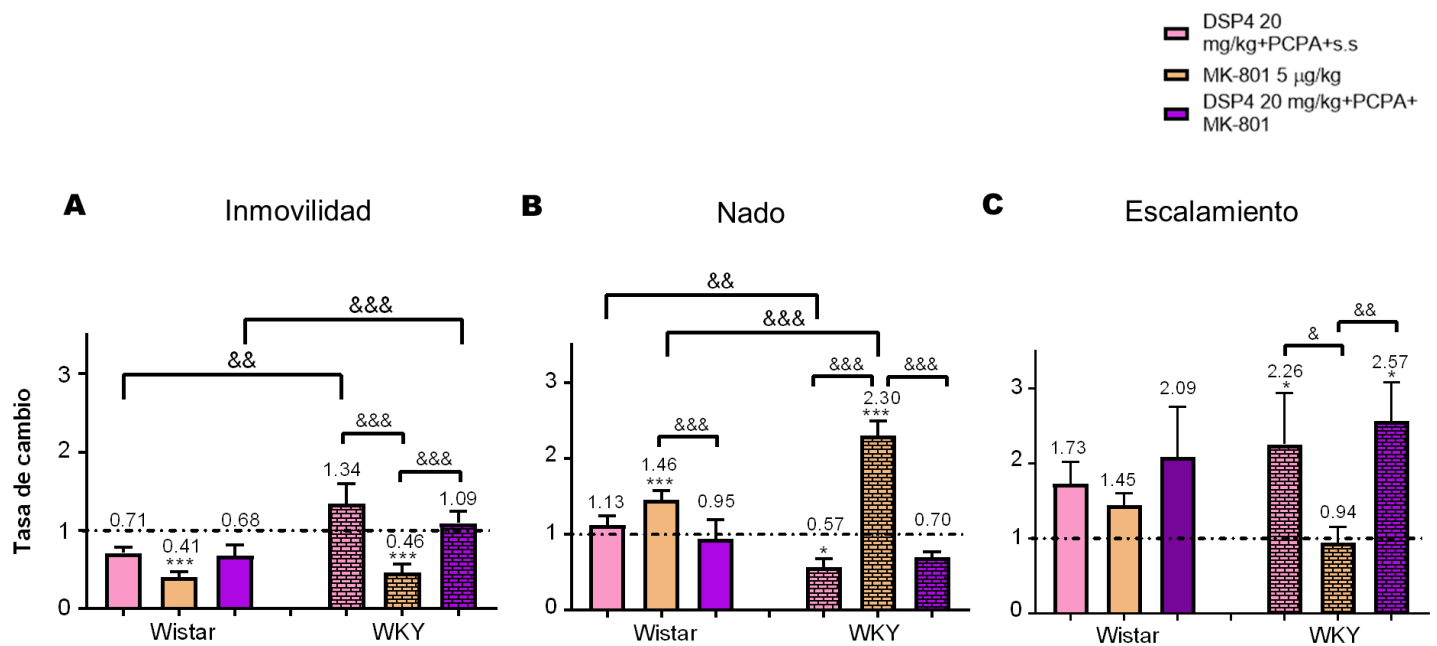 DSP4 20
mg/kg+PCPA+s.s
MK-801 5 μg/kg
DSP4 20 mg/kg+PCPA+
MK-801
A
Inmovilidad
Tasa de cambio
3
2
1
0
&&&
&&
&&&
&&&
0.71
0.41
***
0.68
1.34
0.46
***
1.09
Wistar
WKY
B
Nado
3
2
1
0
&&
&&&
&&&
&&&
&&&
1.13
1.46
***
0.95
0.57
*
2.30
***
0.70
Wistar
WKY
C
Escalamiento
3
2
1
0
&&
&
1.73
1.45
2.09
2.26
*
0.94
2.57
*
Wistar
WKY